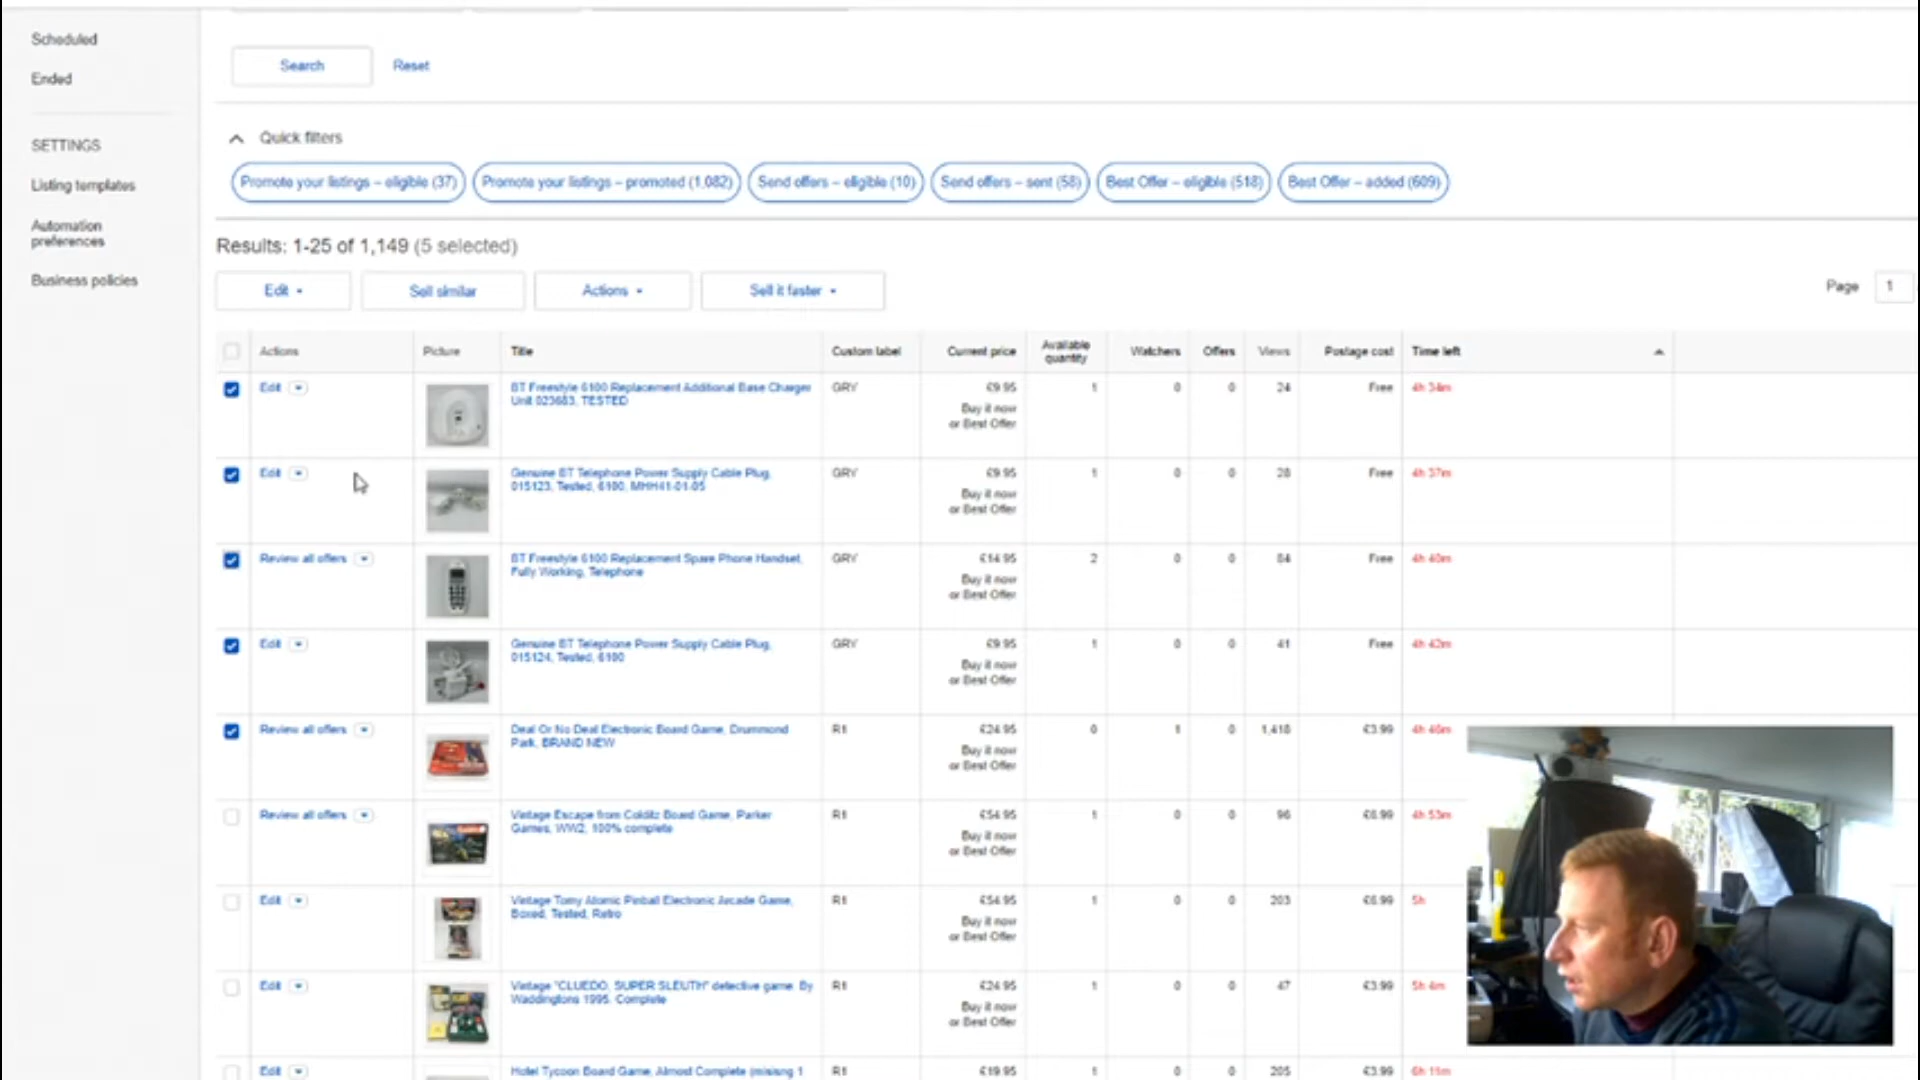 Scheduled
Ended
SETTINGS
Listing templates
Automation
preferences
Business policies
Search Reset
Quick filters
Promote your listings – eligible (37) Promote your listings – promoted (1,082) Send offers – eligible (10) Send offers – sent (58) Best Offer – eligible (518) Best Offer – added (609)
Results: 1-25 of 1,149 (5 selected)
Edit Sell similar Actions Sell it faster Page 1
Actions Picture Title Custom label Current price Available quantity Watchers Offers Views Postage cost Time left
Edit BT Freestyle 6100 Replacement Additional Base Charger GRY £9.95 1 0 0 24 Free 4h 34m
Unit 023683, TESTED
Buy it now
or Best Offer
Edit Genuine BT Telephone Power Supply Cable Plug, GRY £9.95 1 0 0 28 Free 4h 37m
015123, Tested, 6100, MHH41-01-05
Buy it now
or Best Offer
Review all offers BT Freestyle 6100 Replacement Spare Phone Handset, GRY £14.95 2 0 0 84 Free 4h 40m
Fully Working, Telephone
Buy it now
or Best Offer
Edit Genuine BT Telephone Power Supply Cable Plug, GRY £9.95 1 0 0 41 Free 4h 42m
015124, Tested, 6100
Buy it now
or Best Offer
Review all offers Deal Or No Deal Electronic Board Game, Drummond R1 £24.95 0 1 0 1,418 £3.99 4h 46m
Park, BRAND NEW
Buy it now
or Best Offer
Review all offers Vintage Escape from Colditz Board Game, Parker R1 £54.95 1 0 0 96 £6.99 4h 53m
Games, WW2, 100% complete
Buy it now
or Best Offer
Edit Vintage Tomy Atomic Pinball Electronic Arcade Game, R1 £54.95 1 0 0 203 £6.99 5h
Boxed, Tested, Retro
Buy it now
or Best Offer
Edit Vintage "CLUEDO, SUPER SLEUTH" detective game. By R1 £24.95 1 0 0 47 £3.99 5h 4m
Waddingtons 1995. Complete
Buy it now
or Best Offer
Edit Hotel Tycoon Board Game, Almost Complete (misisng 1 R1 £19.95 1 0 0 205 £3.99 6h 11m